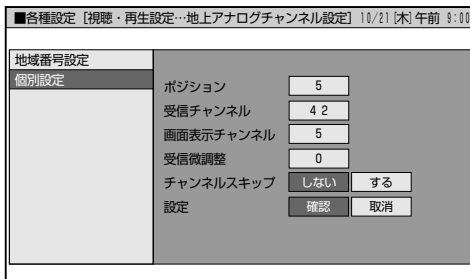 ■各種設定 [視聴・再生設定…地上アナログチャンネル設定] 10/21[木]午前 9:00
地域番号設定
個別設定
ポジション 5
受信チャンネル 42
画面表示チャンネル 5
受信微調整 0
チャンネルスキップ しない する
設定 確認 取消